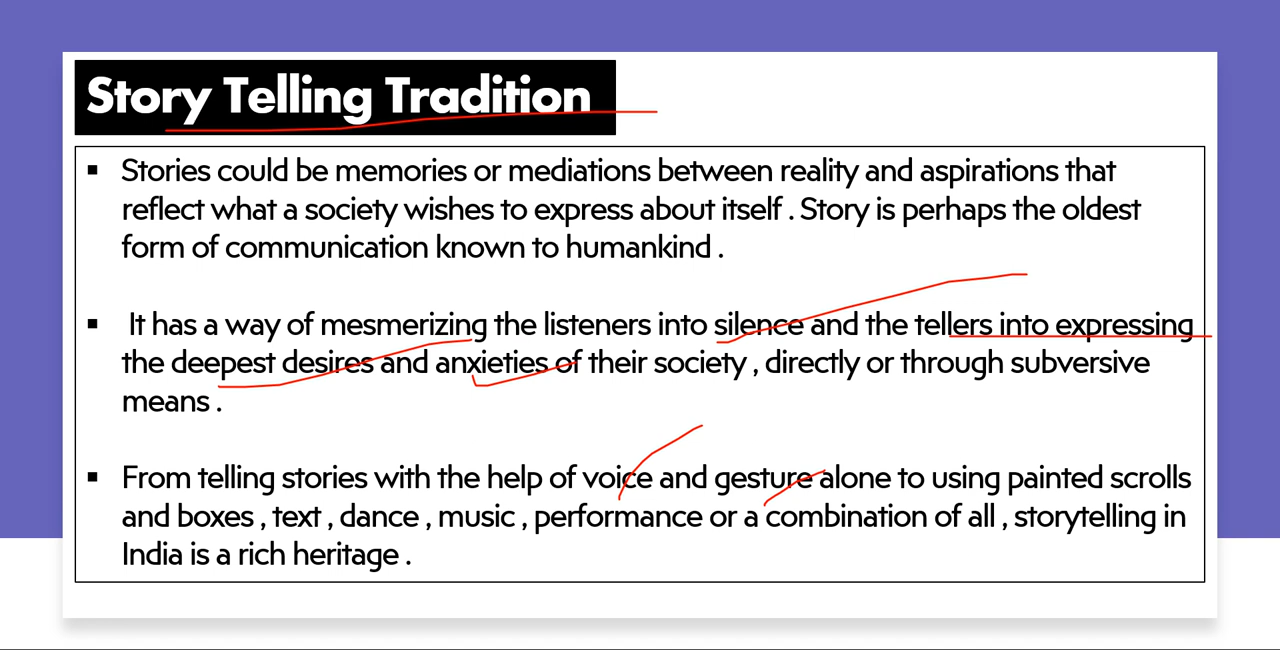 Story Telling Tradition
▪ Stories could be memories or mediations between reality and aspirations that
reflect what a society wishes to express about itself . Story is perhaps the oldest
form of communication known to humankind .
▪ It has a way of mesmerizing the listeners into silence and the tellers into expressing
the deepest desires and anxieties of their society , directly or through subversive
means .
▪ From telling stories with the help of voice and gesture alone to using painted scrolls
and boxes , text , dance , music , performance or a combination of all , storytelling in
India is a rich heritage .